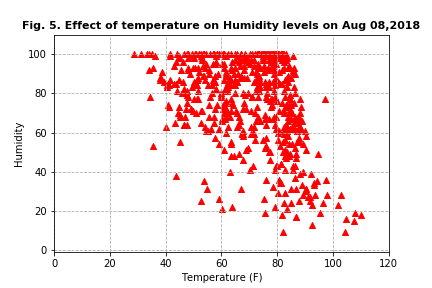 Fig. 5. Effect of temperature on Humidity levels on Aug 08,2018
100
80
60
40
20
0
Humidity
0 20 40 60 80 100 120
Temperature (F)